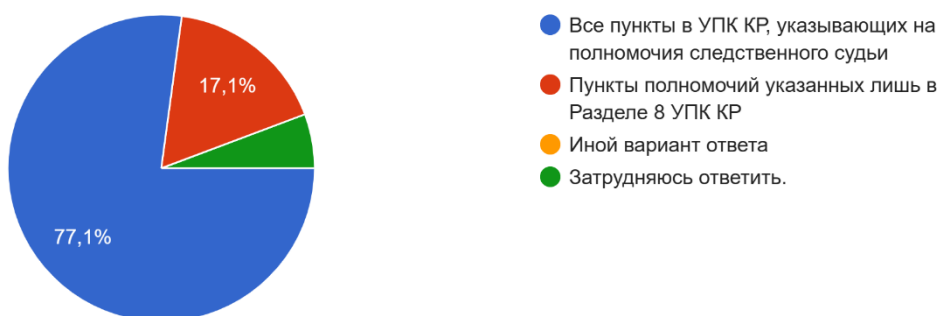 Все пункты в УПК КР, указывающих на
полномочия следственного судьи
Пункты полномочий указанных лишь в
Разделе 8 УПК КР
Иной вариант ответа
Затрудняюсь ответить.
17,1%
77,1%